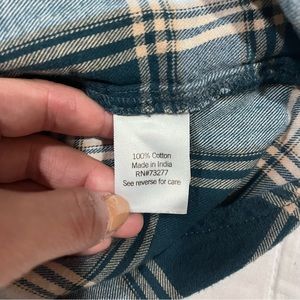 100% Cotton
Made in India
RN#73277
See reverse for care